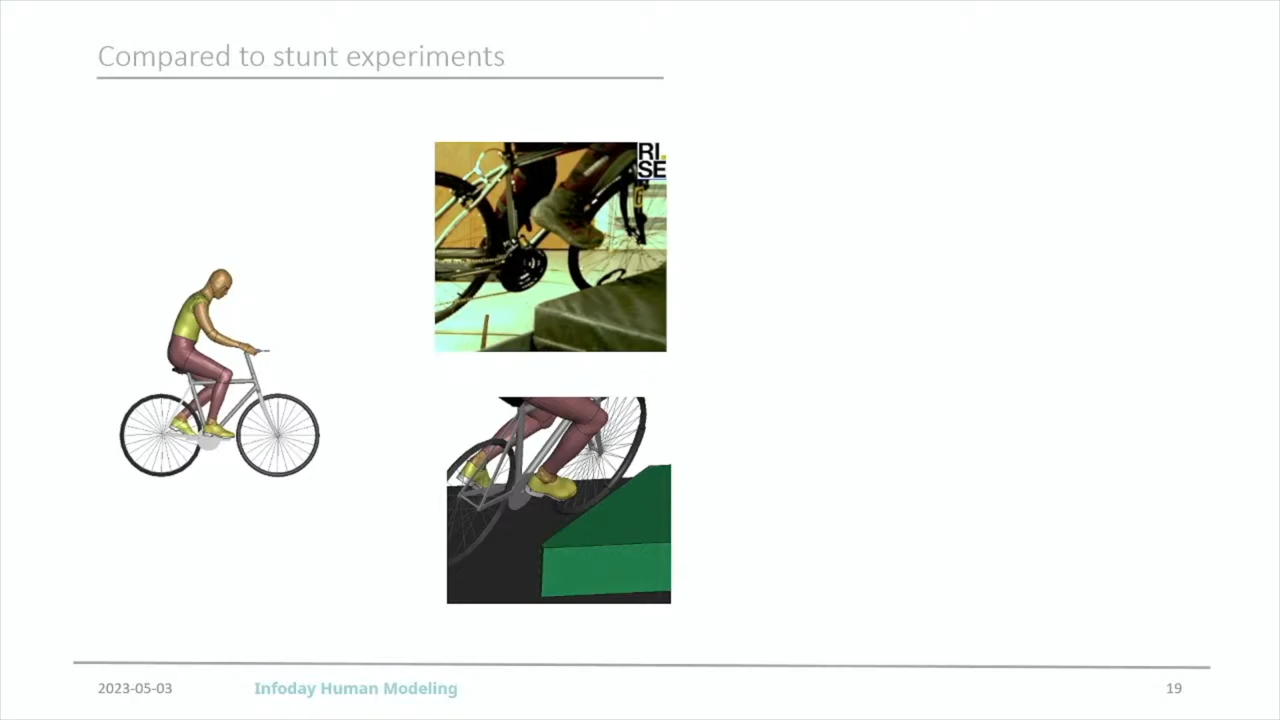 Compared to stunt experiments
RI.
SE
2023-05-03
Infoday Human Modeling
19